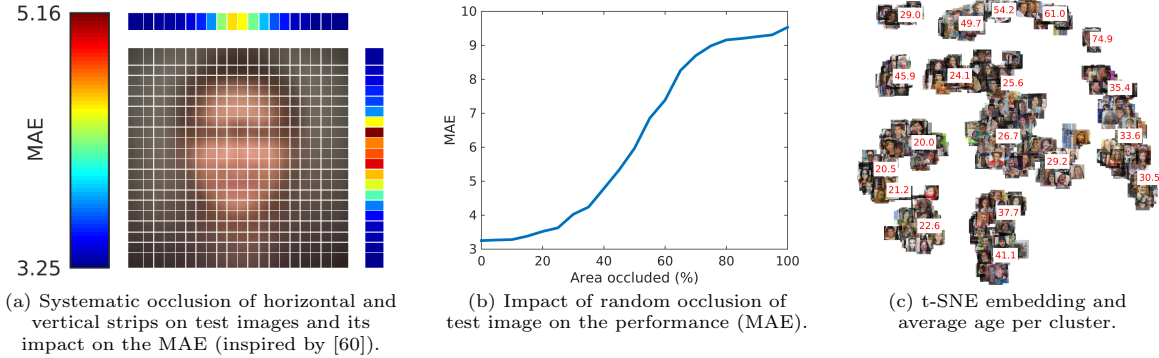 5.16
MAE
3.25
(a) Systematic occlusion of horizontal and
vertical strips on test images and its
impact on the MAE (inspired by [60]).
10
9
8
7
6
5
4
3
MAE
0 20 40 60 80 100
Area occluded (%)
(b) Impact of random occlusion of
test image on the performance (MAE).
29.0
49.7
54.2
61.0
74.9
45.9
24.1
25.6
35.4
20.0
26.7
33.6
20.5
29.2
30.5
21.2
22.6
37.7
41.1
(c) t-SNE embedding and
average age per cluster.